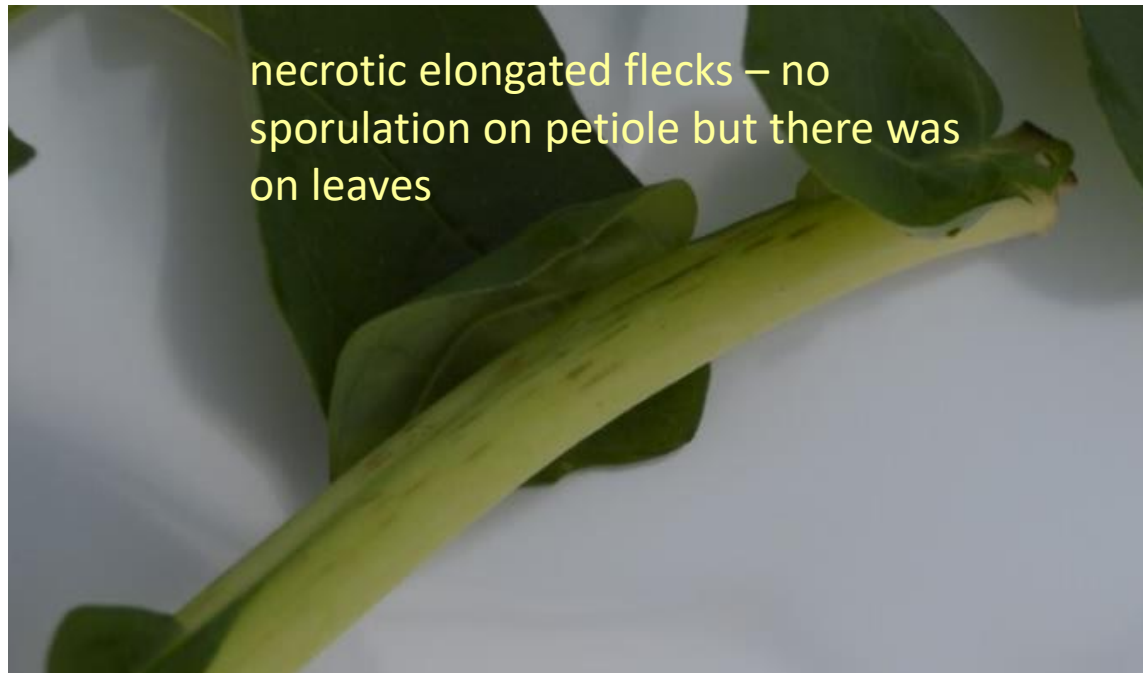 necrotic elongated flecks – no
sporulation on petiole but there was
on leaves